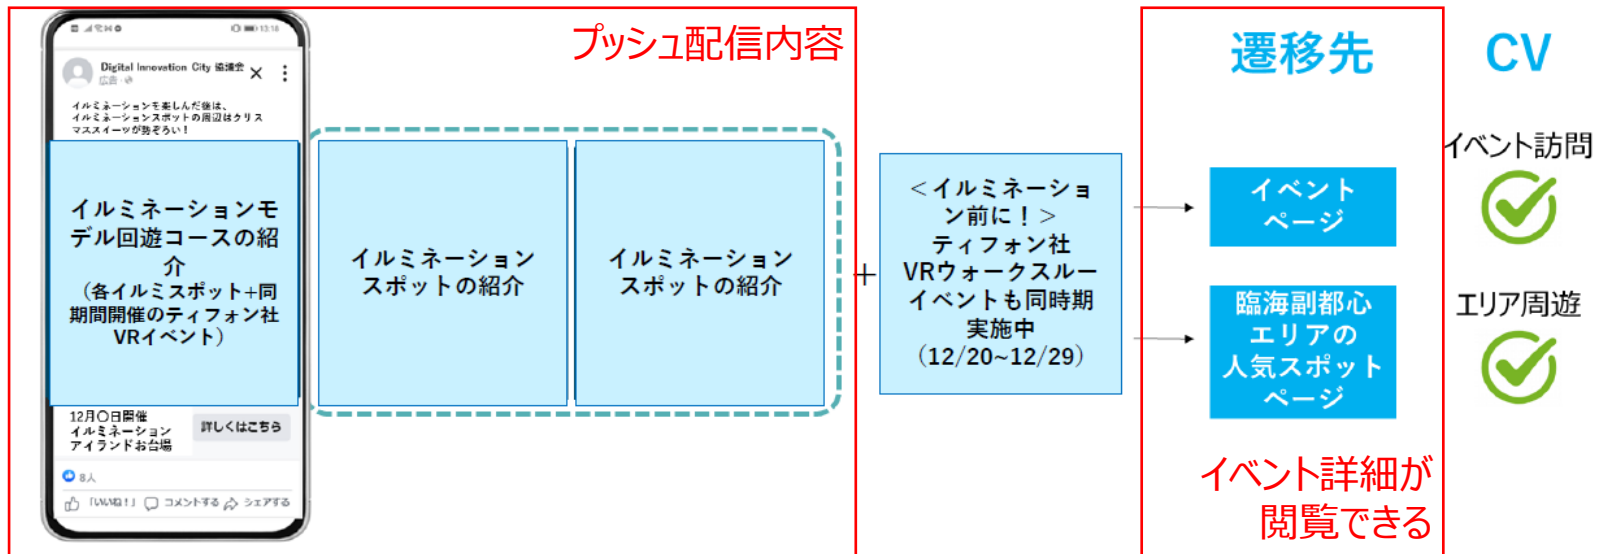 プッシュ配信内容
遷移先
CV
13:18
Digital Innovation City 協議会
広告
イルミネーションを楽しんだ後は、
イルミネーションスポットの周辺はクリス
マススイーツが勢ぞろい！
イルミネーションモ
デル回遊コースの紹
介
（各イルミスポット+同
期間開催のティフォン社
VRイベント）
イルミネーション
スポットの紹介
イルミネーション
スポットの紹介
+
＜イルミネーショ
ン前に！＞
ティフォン社
VRウォークスルー
イベントも同時期
実施中
（12/20~12/29）
イベント
ページ
臨海副都心
エリアの
人気スポット
ページ
イベント訪問
エリア周遊
12月〇日開催
イルミネーション
アイランドお台場
詳しくはこちら
8人
「いいね！」 コメントする シェアする
イベント詳細が
閲覧できる